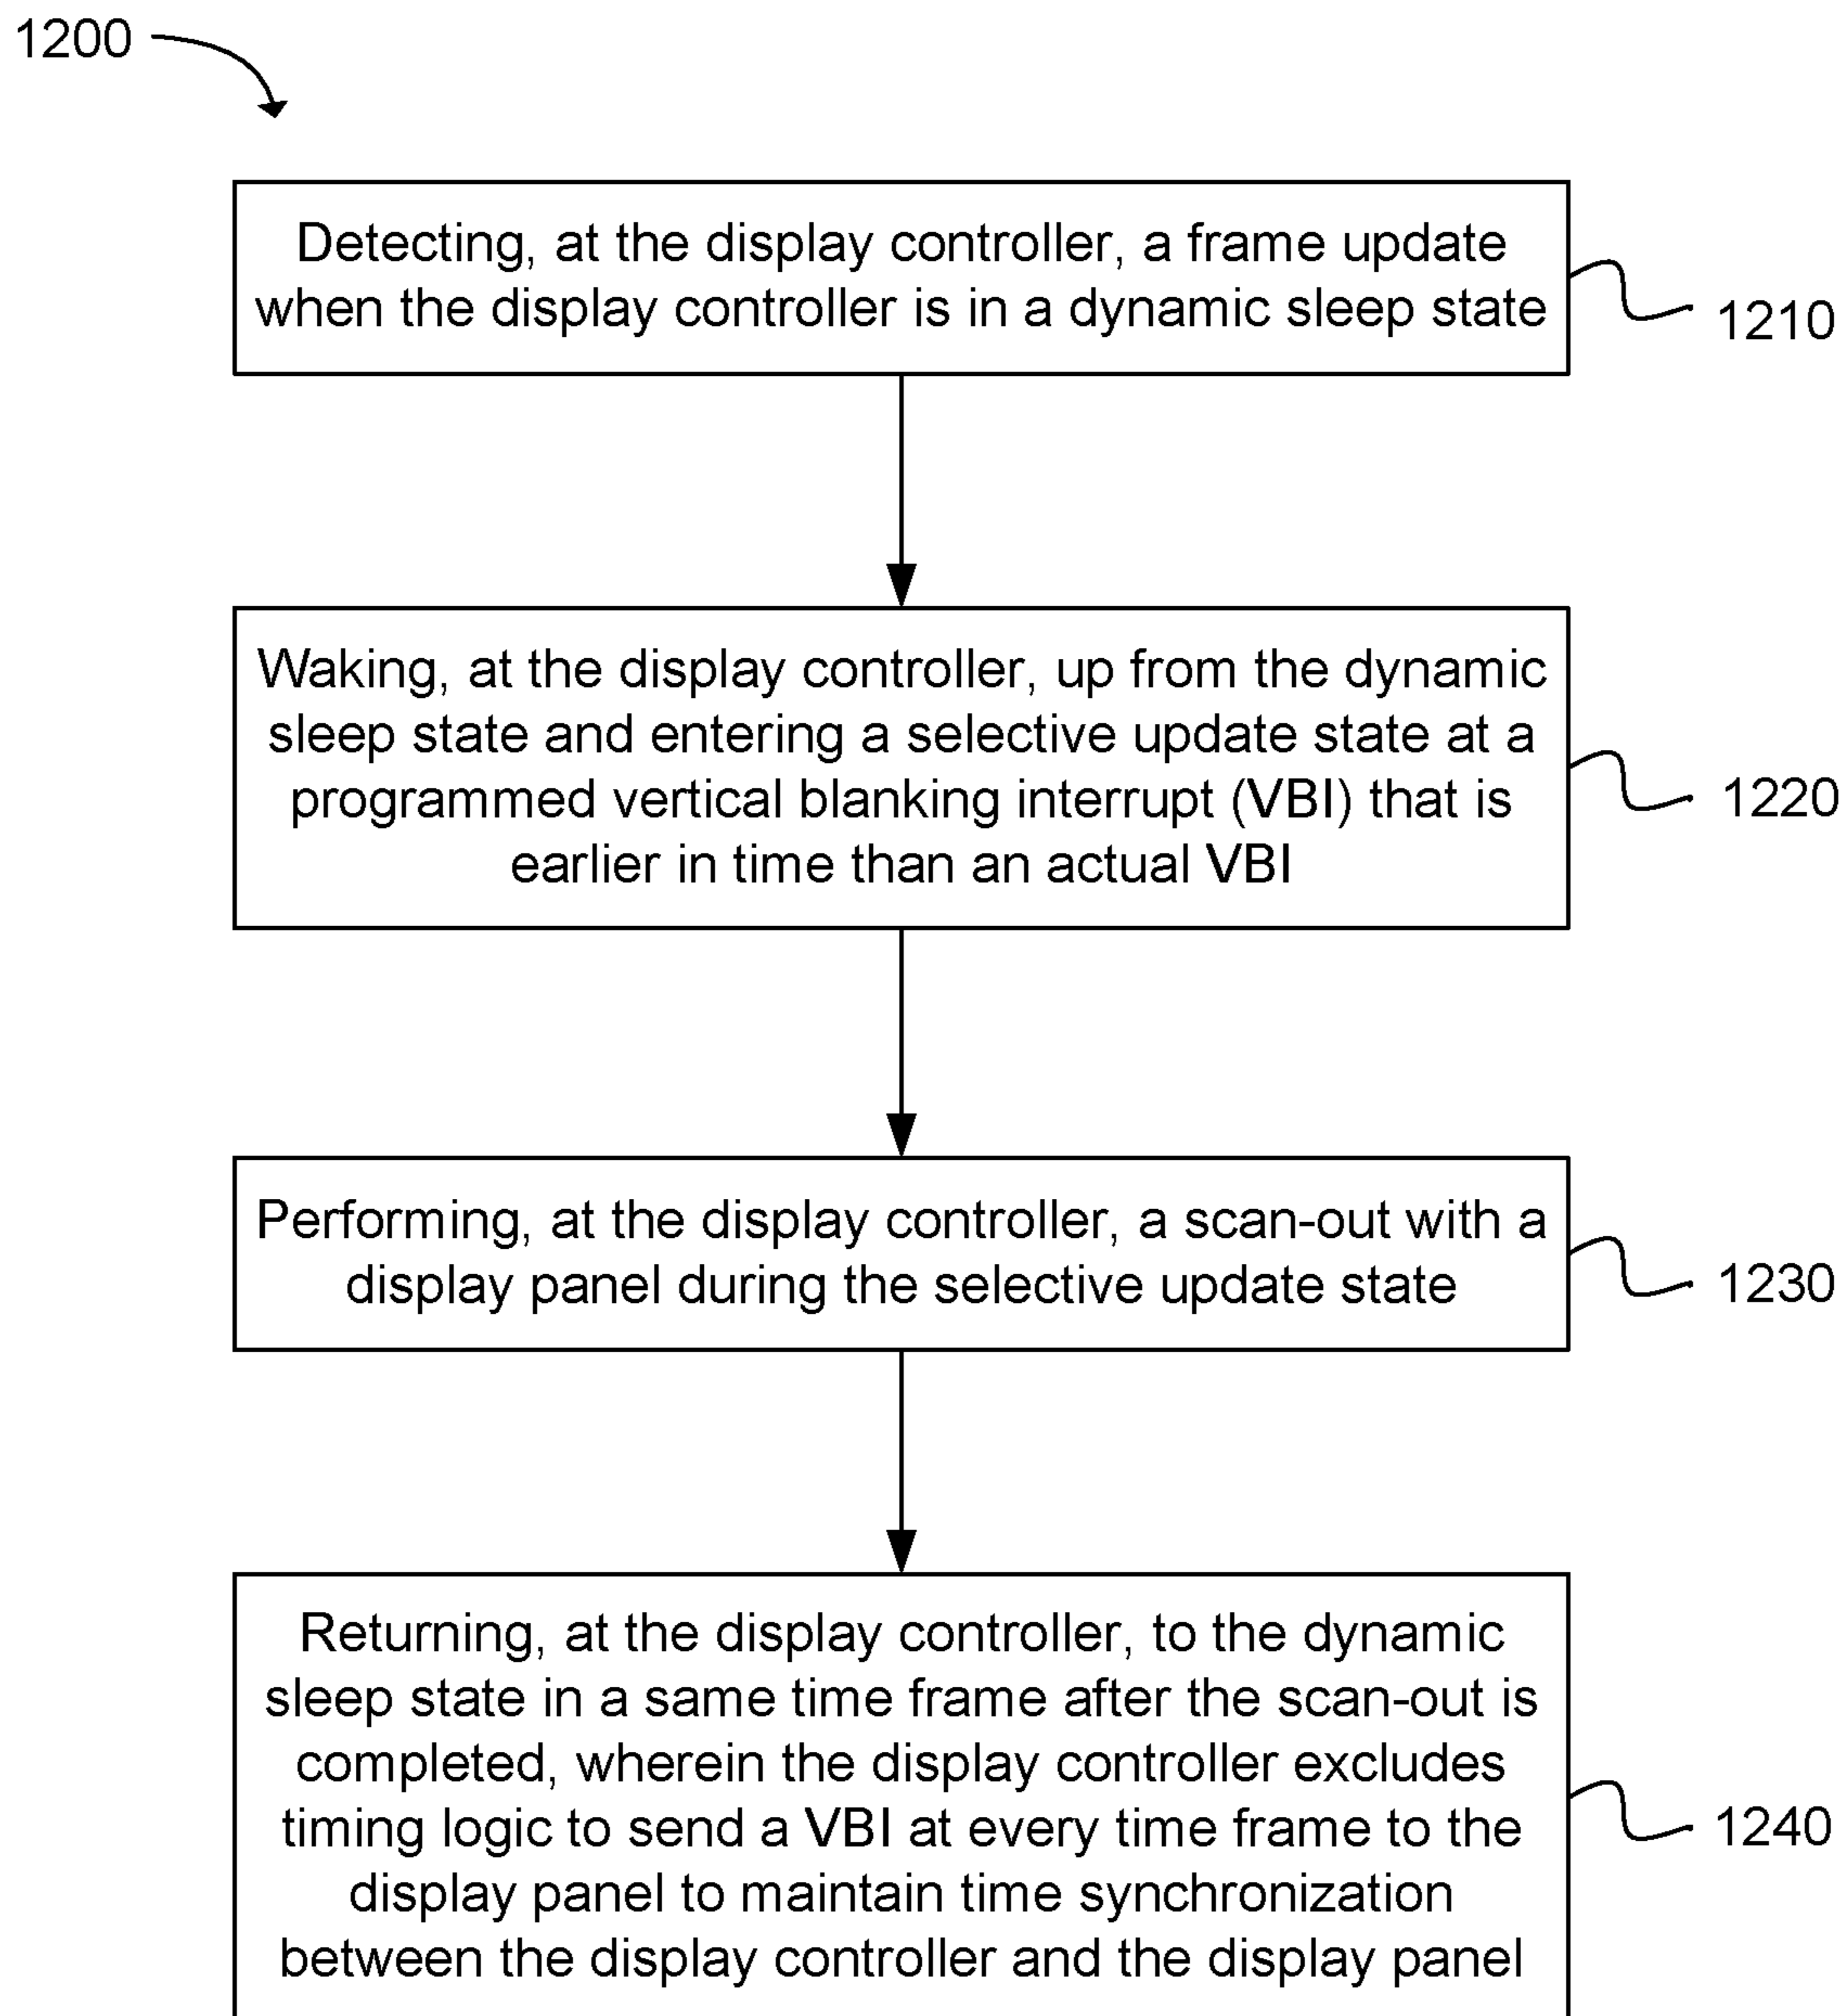 1200
Detecting, at the display controller, a frame update
when the display controller is in a dynamic sleep state
1210
Waking, at the display controller, up from the dynamic
sleep state and entering a selective update state at a
programmed vertical blanking interrupt (VBI) that is
earlier in time than an actual VBI
1220
Performing, at the display controller, a scan-out with a
display panel during the selective update state
1230
Returning, at the display controller, to the dynamic
sleep state in a same time frame after the scan-out is
completed, wherein the display controller excludes
timing logic to send a VBI at every time frame to the
display panel to maintain time synchronization
between the display controller and the display panel
1240